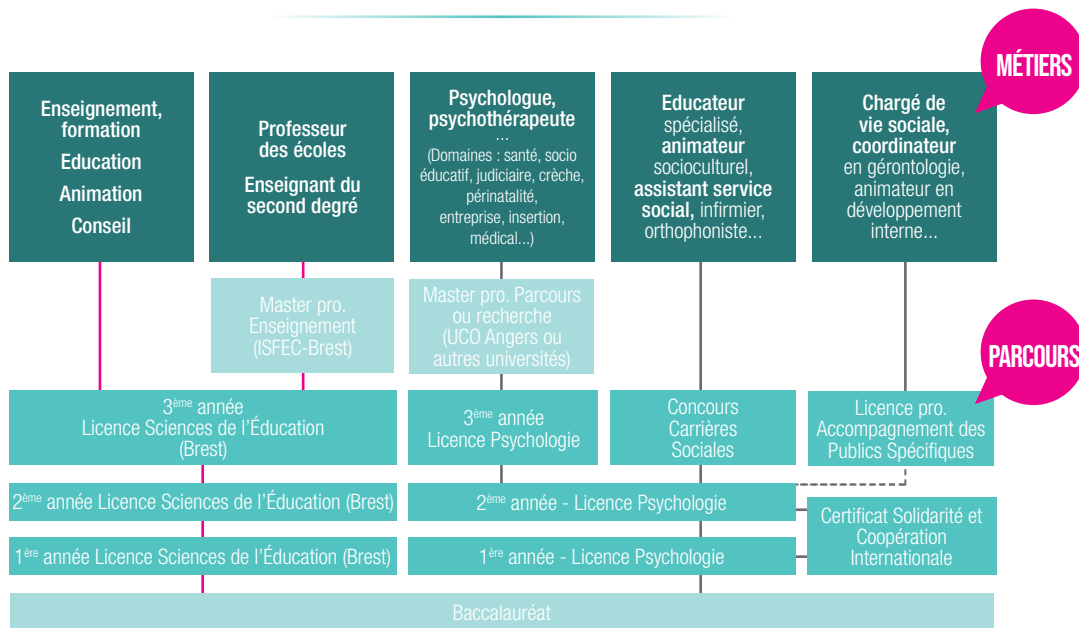 MÉTIERS
Enseignement,
formation
Education
Animation
Conseil
Professeur
des écoles
Enseignant du
second degré
Psychologue,
psychothérapeute
...
(Domaines : santé, socio
éducatif, judiciaire, crèche,
périnatalité,
entreprise, insertion,
médical...)
Educateur
spécialisé,
animateur
socioculturel,
assistant service
social, infirmier,
orthophoniste...
Chargé de
vie sociale,
coordinateur
en gérontologie,
animateur en
développement
interne...
Master pro.
Enseignement
(ISFEC-Brest)
Master pro. Parcours
ou recherche
(UCO Angers ou
autres universités)
PARCOURS
3ème année
Licence Sciences de l’Éducation
(Brest)
3ème année
Licence Psychologie
Concours
Carrières
Sociales
Licence pro.
Accompagnement des
Publics Spécifiques
2ème année Licence Sciences de l’Éducation (Brest)
2ème année - Licence Psychologie
Certificat Solidarité et
Coopération
Internationale
1ère année Licence Sciences de l’Éducation (Brest)
1ère année - Licence Psychologie
Baccalauréat